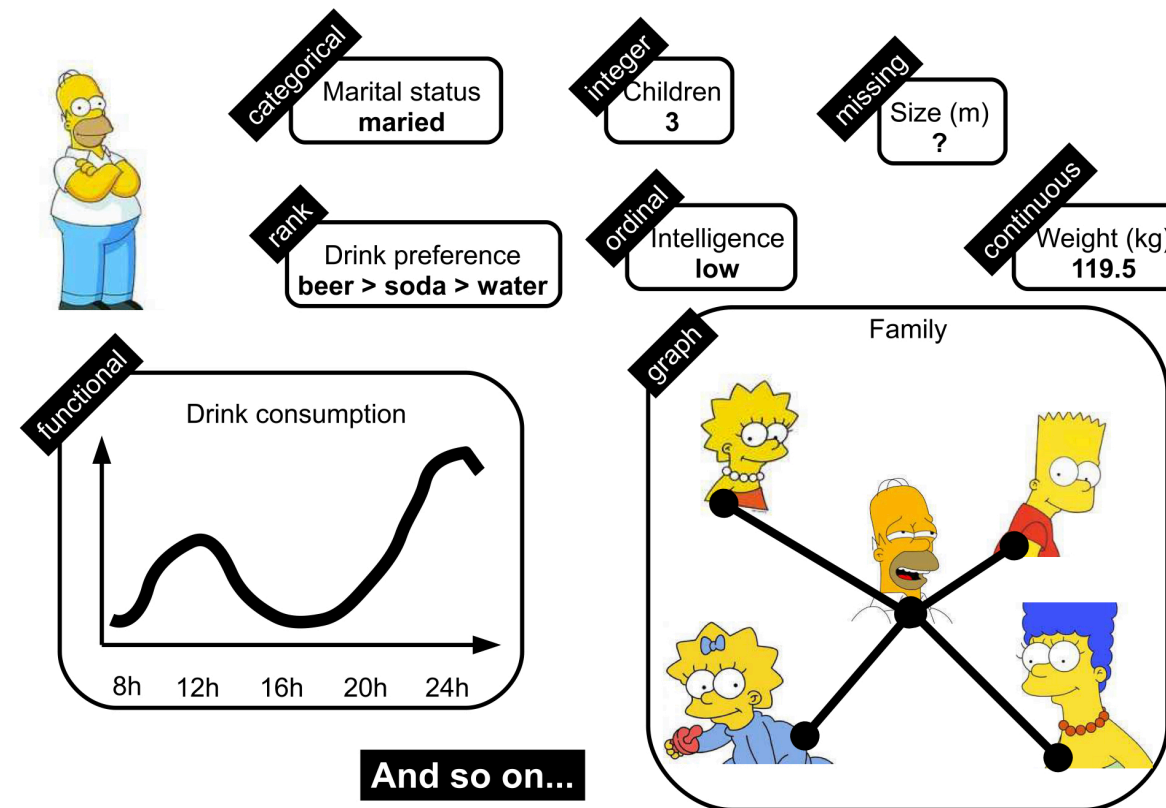 categorical
Marital status
maried
integer
Children
3
missing
Size (m)
?
rank
Drink preference
beer > soda > water
ordinal
Intelligence
low
continuous
Weight (kg)
119.5
functional
Drink consumption
8h 12h 16h 20h 24h
graph
Family
And so on...